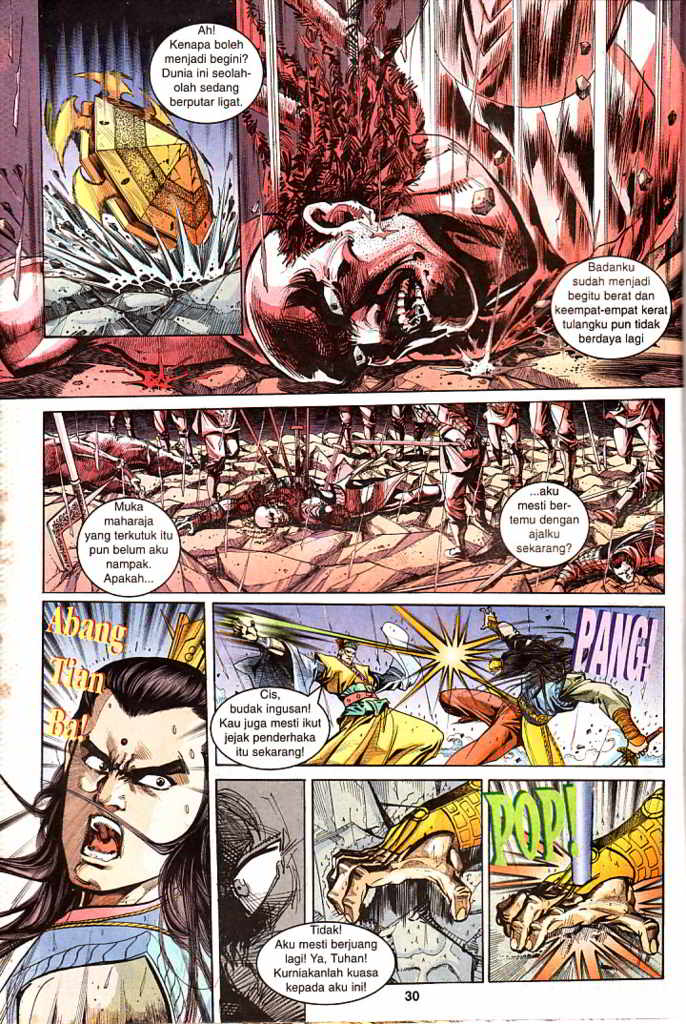 Ah!
Kenapa boleh
menjadi begini?
Dunia ini seolah-
olah sedang
berputar ligat.
Badanku
sudah menjadi
begitu berat dan
keempat-empat kerat
tulangku pun tidak
berdaya lagi
Muka
maharaja
yang terkutuk itu
pun belum aku
nampak.
Apakah...
...aku
mesti ber-
temu dengan
ajalku
sekarang?
Abang
Tian
Ba!
BANG!
Cis,
budak ingusan!
Kau juga mesti ikut
jejak penderhaka
itu sekarang!
POP!
Tidak!
Aku mesti berjuang
lagi! Ya, Tuhan!
Kurniakanlah kuasa
kepada aku ini!
30